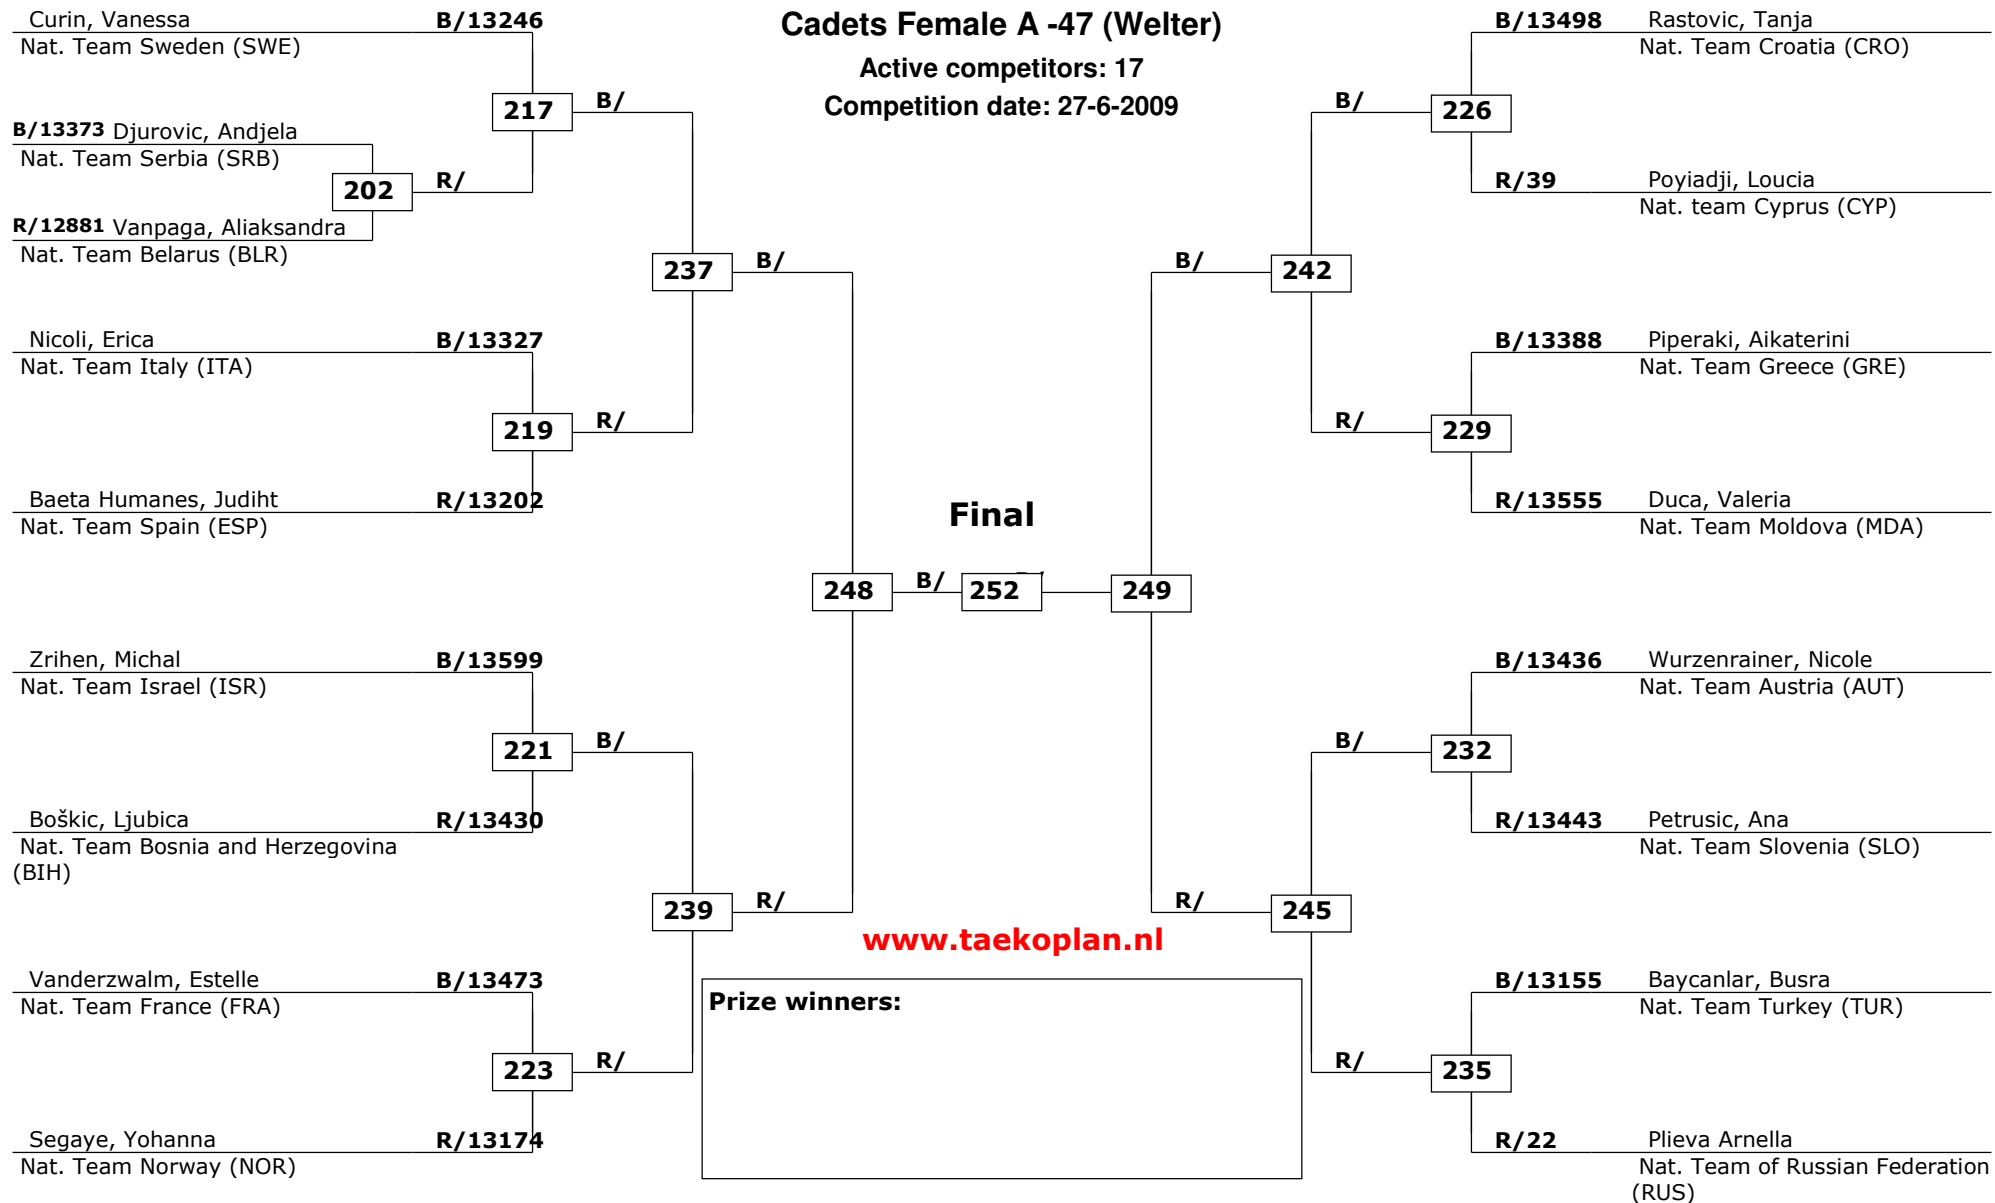 Cadets Female A -47 (Welter)
Active competitors: 17
Competition date: 27-6-2009
Curin, Vanessa B/13246
Nat. Team Sweden (SWE)
217 B/
B/13373 Djurovic, Andjela
Nat. Team Serbia (SRB)
202 R/
R/12881 Vanpaga, Aliaksandra
Nat. Team Belarus (BLR)
237 B/
Nicoli, Erica B/13327
Nat. Team Italy (ITA)
219 R/
Baeta Humanes, Judiht R/13202
Nat. Team Spain (ESP)
Final
248 B/ 252 249
Zrihen, Michal B/13599
Nat. Team Israel (ISR)
221 B/
Boškic, Ljubica R/13430
Nat. Team Bosnia and Herzegovina
(BIH)
239 R/
Vanderzwalm, Estelle B/13473
Nat. Team France (FRA)
223 R/
Segaye, Yohanna R/13174
Nat. Team Norway (NOR)
B/13498 Rastovic, Tanja
Nat. Team Croatia (CRO)
B/ 226
R/39 Poyiadji, Loucia
Nat. team Cyprus (CYP)
B/ 242
B/13388 Piperaki, Aikaterini
Nat. Team Greece (GRE)
R/ 229
R/13555 Duca, Valeria
Nat. Team Moldova (MDA)
B/13436 Wurzenrainer, Nicole
Nat. Team Austria (AUT)
B/ 232
R/13443 Petrusic, Ana
Nat. Team Slovenia (SLO)
R/ 245
B/13155 Baycanlar, Busra
Nat. Team Turkey (TUR)
R/ 235
R/22 Plieva Arnella
Nat. Team of Russian Federation
(RUS)
www.taekoplan.nl
Prize winners: